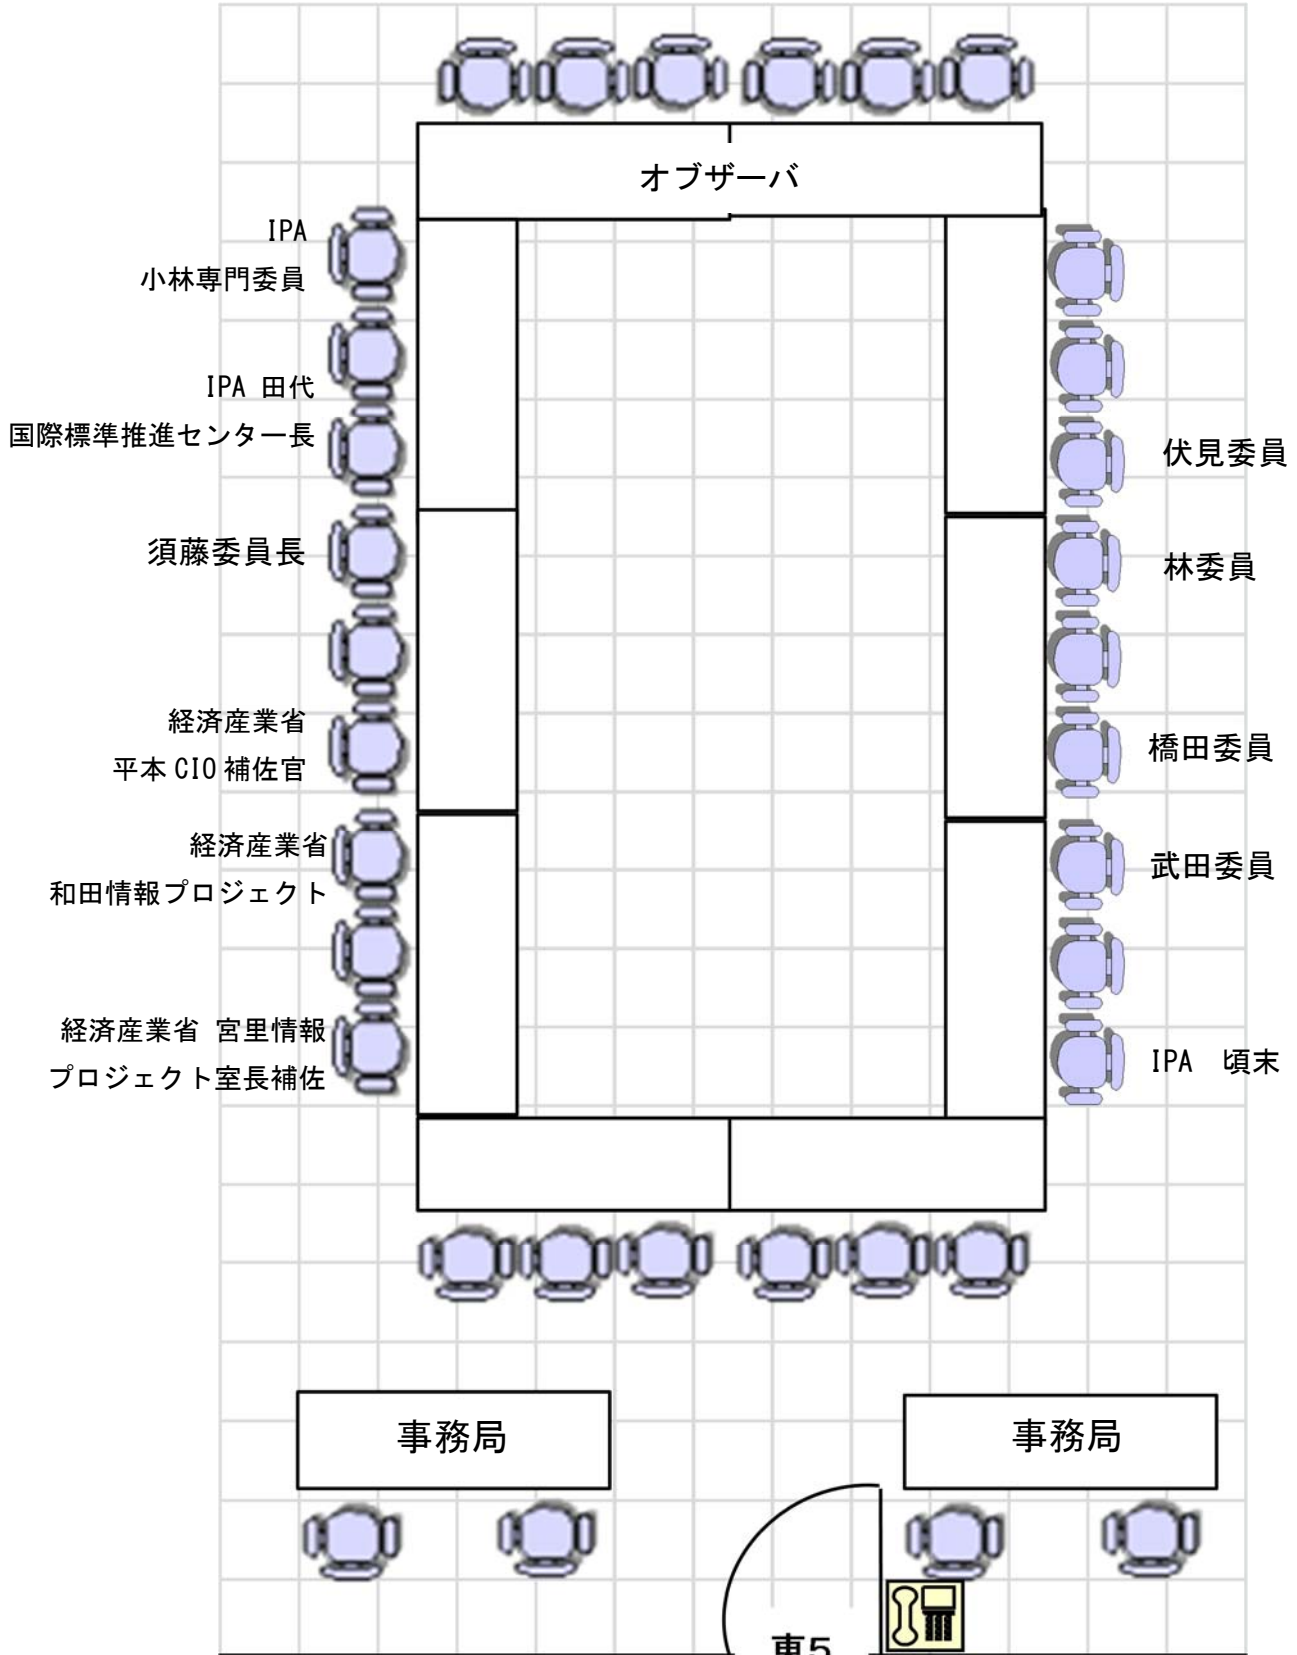 オブザーバ
IPA
小林専門委員
IPA 田代
国際標準推進センター長
須藤委員長
経済産業省
平本 CIO 補佐官
経済産業省
和田情報プロジェクト
経済産業省 宮里情報
プロジェクト室長補佐
伏見委員
林委員
橋田委員
武田委員
IPA 頃末
事務局
事務局
東5